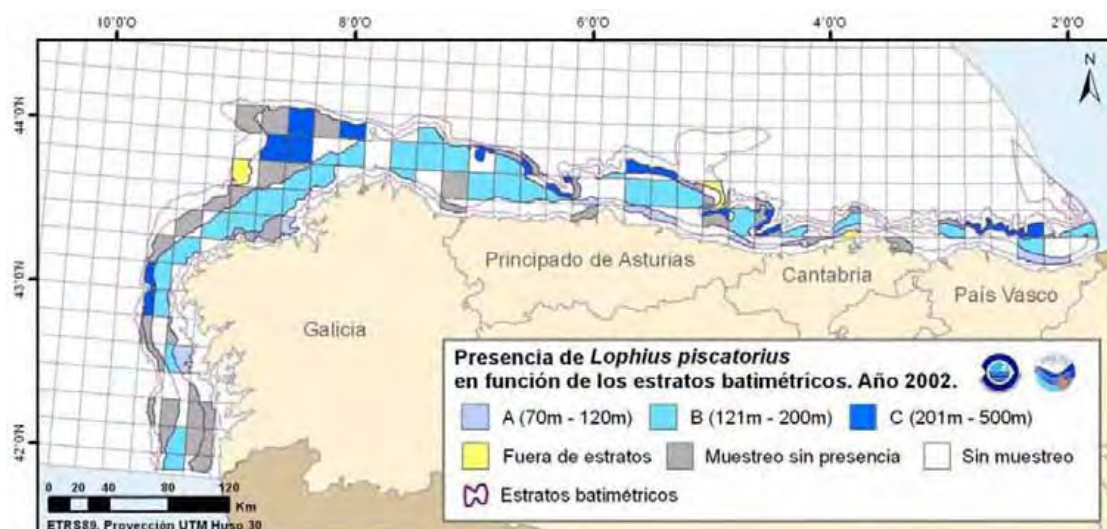 10°0'O 8°0'O 6°0'O 4°0'O 2°0'O
N
44°0'N
43°0'N
42°0'N
Principado de Asturias
Cantabria
País Vasco
Galicia
Presencia de Lophius piscatorius
en función de los estratos batimétricos. Año 2002.
A (70m - 120m) B (121m - 200m) C (201m - 500m)
Fuera de estratos Muestreo sin presencia Sin muestreo
Estratos batimétricos
0 20 40 80 120
Km
ETRS89. Proyección UTM Huso 30